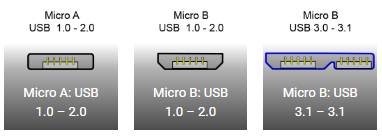 Micro A
USB 1.0 - 2.0
Micro B
USB 1.0 - 2.0
Micro B
USB 3.0 - 3.1
Micro A: USB
1.0 – 2.0
Micro B: USB
1.0 – 2.0
Micro B: USB
3.1 – 3.1